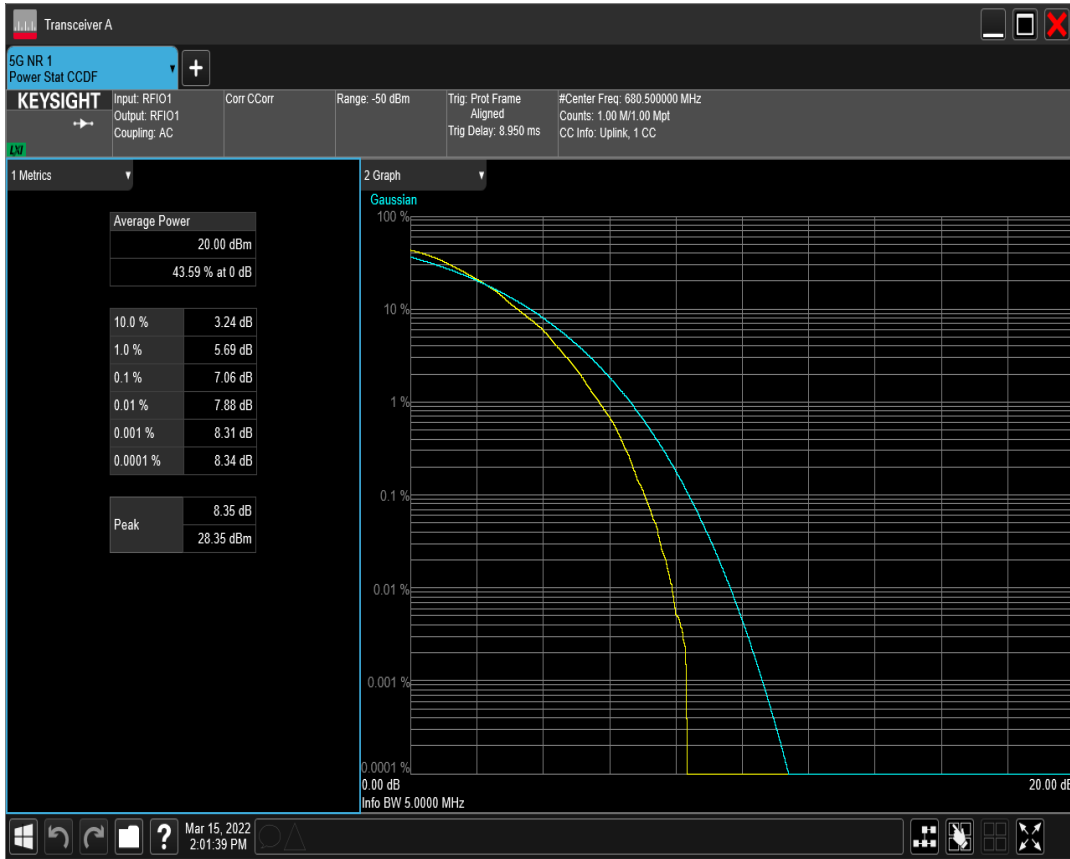 Transceiver A
5G NR 1
Power Stat CCDF
KEYSIGHT
LXI
Input: RFIO1
Output: RFIO1
Coupling: AC
Corr CCorr
Range: -50 dBm
Trig: Prot Frame
Aligned
Trig Delay: 8.950 ms
#Center Freq: 680.500000 MHz
Counts: 1.00 M/1.00 Mpt
CC Info: Uplink, 1 CC
1 Metrics
Average Power
20.00 dBm
43.59 % at 0 dB
10.0 % 3.24 dB
1.0 % 5.69 dB
0.1 % 7.06 dB
0.01 % 7.88 dB
0.001 % 8.31 dB
0.0001 % 8.34 dB
Peak
8.35 dB
28.35 dBm
2 Graph
Gaussian
100 %
10 %
1 %
0.1 %
0.01 %
0.001 %
0.0001 %
0.00 dB 20.00 dB
Info BW 5.0000 MHz
?
Mar 15, 2022
2:01:39 PM